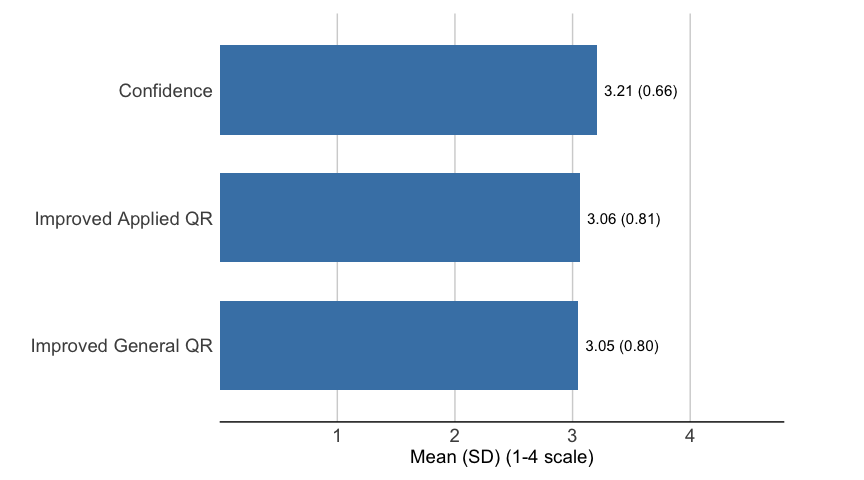 Confidence 3.21 (0.66)
Improved Applied QR 3.06 (0.81)
Improved General QR 3.05 (0.80)
1 2 3 4
Mean (SD) (1-4 scale)